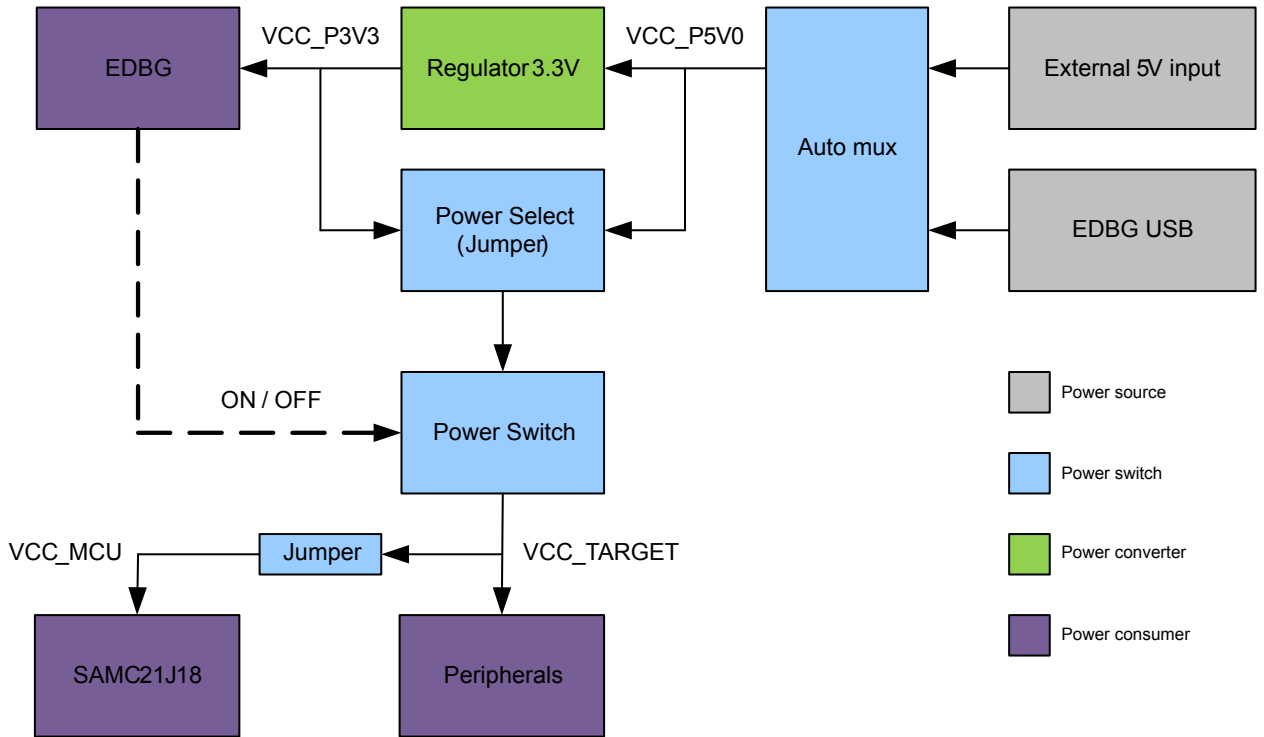 VCC_P3V3
VCC_P5V0
EDBG
Regulator 3.3V
External 5V input
Auto mux
Power Select
(Jumper)
EDBG USB
ON / OFF
Power Switch
Power source
Power switch
VCC_MCU
Jumper
VCC_TARGET
Power converter
SAMC21J18
Peripherals
Power consumer